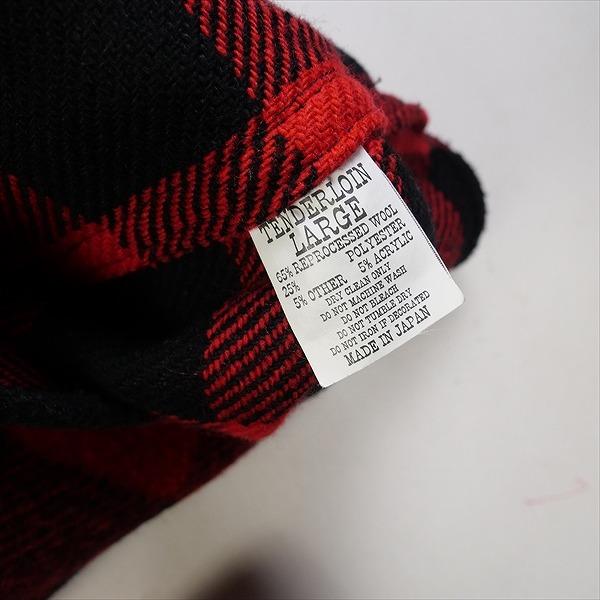 TENDERLOIN
LARGE
65% REPROCESSED WOOL
25% POLYESTER
5% OTHER 5% ACRYLIC
DRY CLEAN ONLY
DO NOT MACHINE WASH
DO NOT BLEACH
DO NOT TUMBLE DRY
DO NOT IRON IF DECORATED
MADE IN JAPAN